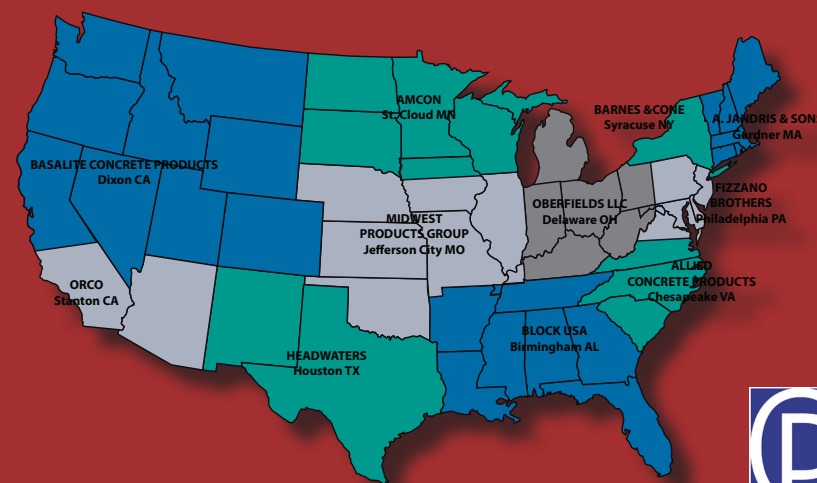 AMCON
St. Cloud MN
BARNES &CONE
Syracuse NY
A. JANDRIS & SON
Gardner MA
BASALITE CONCRETE PRODUCTS
Dixon CA
FIZZANO
BROTHERS
Philadelphia PA
OBERFIELDS LLC
Delaware OH
MIDWEST
PRODUCTS GROUP
Jefferson City MO
ORCO
Stanton CA
ALLIED
CONCRETE PRODUCTS
Chesapeake VA
BLOCK USA
Birmingham AL
HEADWATERS
Houston TX
P